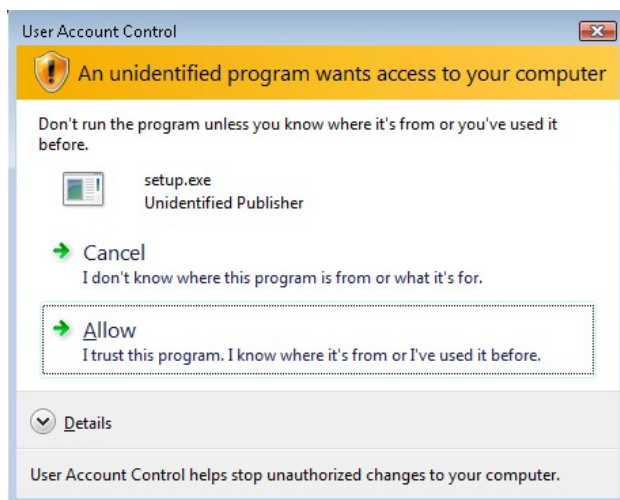 User Account Control
An unidentified program wants access to your computer
Don't run the program unless you know where it's from or you've used it
before.
setup.exe
Unidentified Publisher
Cancel
I don't know where this program is from or what it's for.
Allow
I trust this program. I know where it's from or I've used it before.
Details
User Account Control helps stop unauthorized changes to your computer.